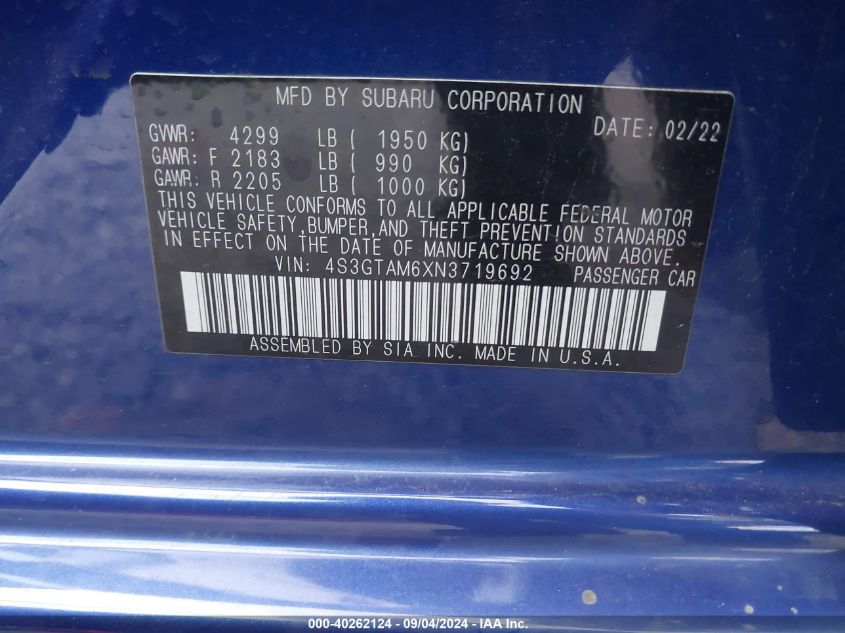 MFD BY SUBARU CORPORATION
DATE: 02/22
GVWR: 4299 LB ( 1950 KG)
GAWR: F 2183 LB ( 990 KG)
GAWR: R 2205 LB ( 1000 KG)
THIS VEHICLE CONFORMS TO ALL APPLICABLE FEDERAL MOTOR
VEHICLE SAFETY,BUMPER,AND THEFT PREVENTION STANDARDS
IN EFFECT ON THE DATE OF MANUFACTURE SHOWN ABOVE.
VIN: 4S3GTAM6XN3719692 PASSENGER CAR
ASSEMBLED BY SIA INC. MADE IN U.S.A.
000-40262124 - 09/04/2024 - IAA Inc.